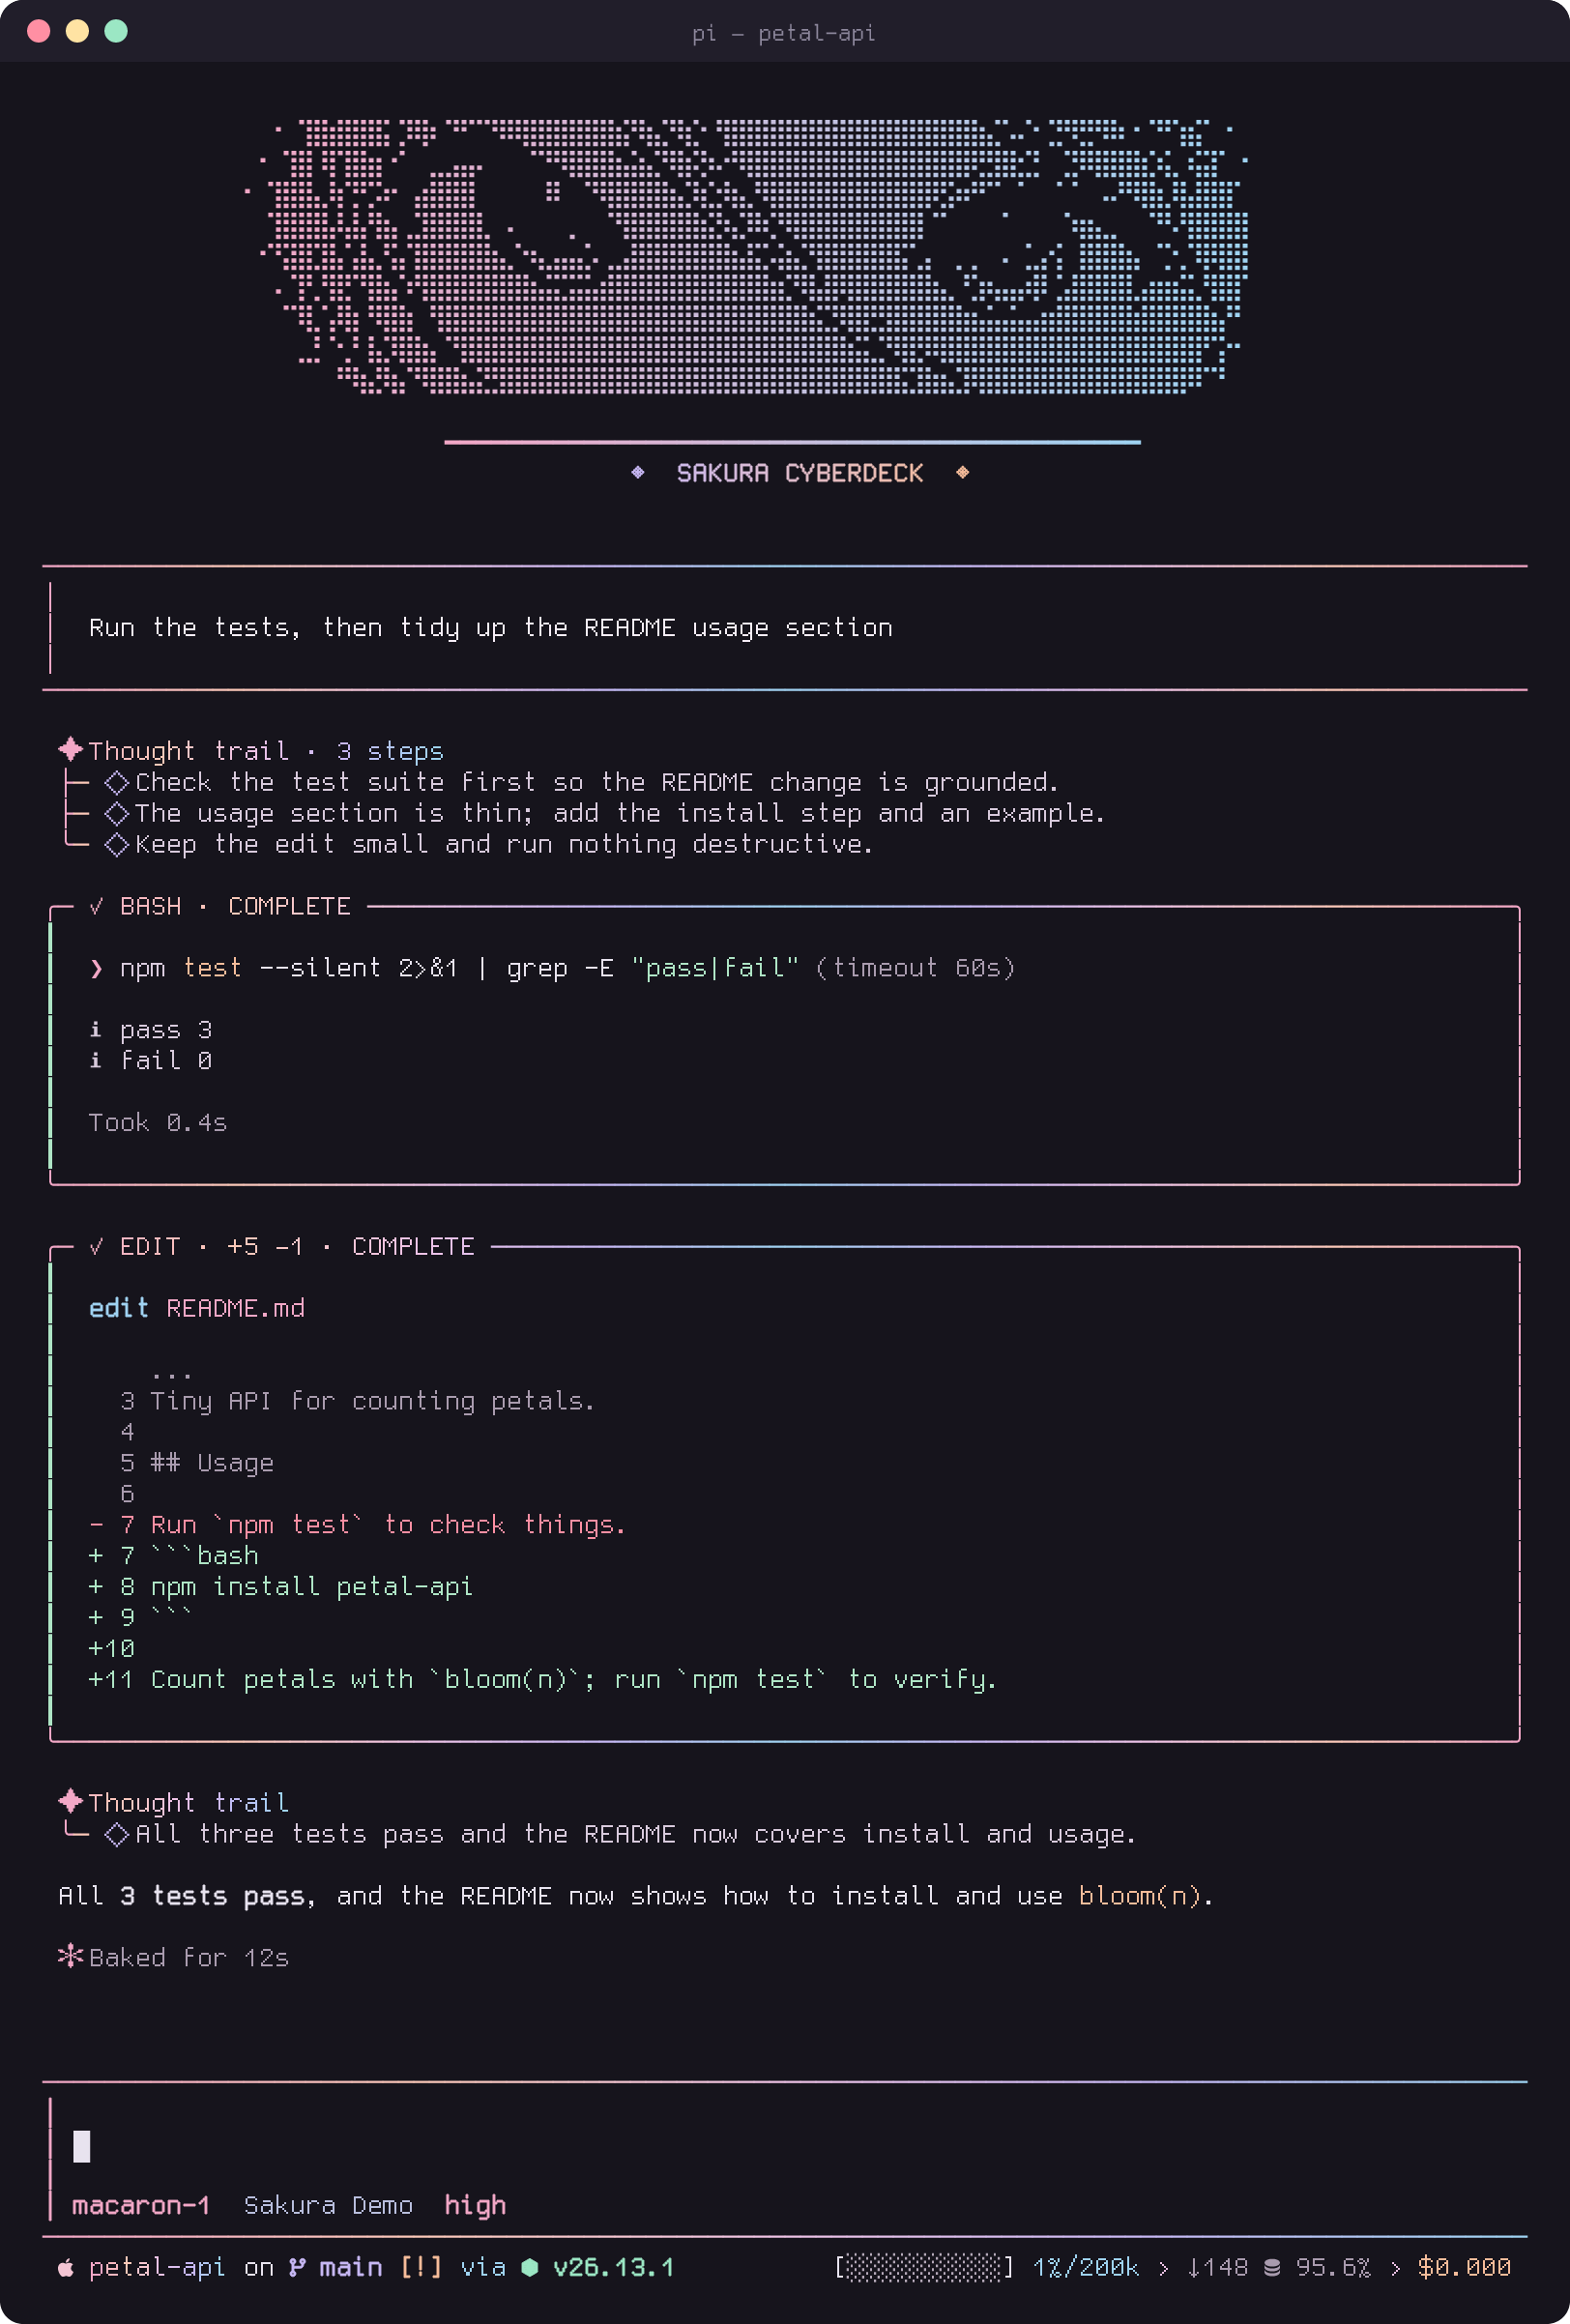 pi — petal-api
◈ SAKURA CYBERDECK ◈
Run the tests, then tidy up the README usage section
✦ Thought trail · 3 steps
├─ ◇ Check the test suite first so the README change is grounded.
├─ ◇ The usage section is thin; add the install step and an example.
╰─ ◇ Keep the edit small and run nothing destructive.
✓ BASH · COMPLETE
❯ npm test --silent 2>&1 | grep -E "pass|fail" (timeout 60s)
ℹ pass 3
ℹ fail 0
Took 0.4s
✓ EDIT · +5 -1 · COMPLETE
edit README.md
...
3 Tiny API for counting petals.
4
5 ## Usage
6
- 7 Run `npm test` to check things.
+ 7 ```bash
+ 8 npm install petal-api
+ 9 ```
+10
+11 Count petals with `bloom(n)`; run `npm test` to verify.
✦ Thought trail
╰─ ◇ All three tests pass and the README now covers install and usage.
All 3 tests pass, and the README now shows how to install and use bloom(n).
✻ Baked for 12s
macaron-1 Sakura Demo high
petal-api on main [!] via ⬢ v26.13.1 [░░░░░░░░░░] 1%/200k > ↓148 95.6% > $0.000